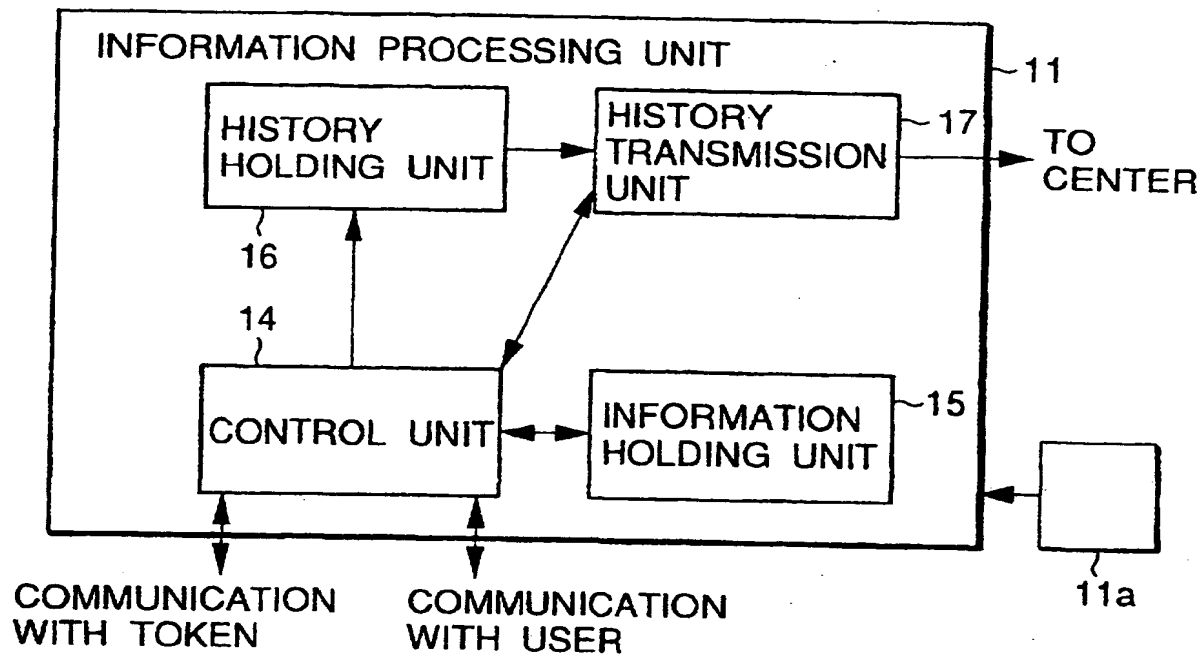 INFORMATION PROCESSING UNIT
11
HISTORY
HOLDING UNIT
16
HISTORY
TRANSMISSION
UNIT
17
TO
CENTER
14
CONTROL UNIT
INFORMATION
HOLDING UNIT
15
11a
COMMUNICATION
WITH TOKEN
COMMUNICATION
WITH USER